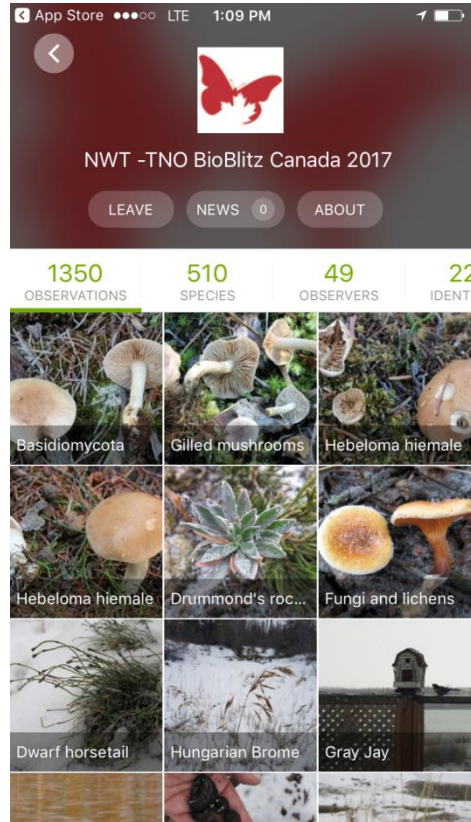 App Store LTE 1:09 PM
NWT -TNO BioBlitz Canada 2017
LEAVE NEWS 0 ABOUT
1350 510 49 22
OBSERVATIONS SPECIES OBSERVERS IDENT
Basidiomycota Gilled mushrooms Hebeloma hiemale
Hebeloma hiemale Drummond's roc... Fungi and lichens
Dwarf horsetail Hungarian Brome Gray Jay